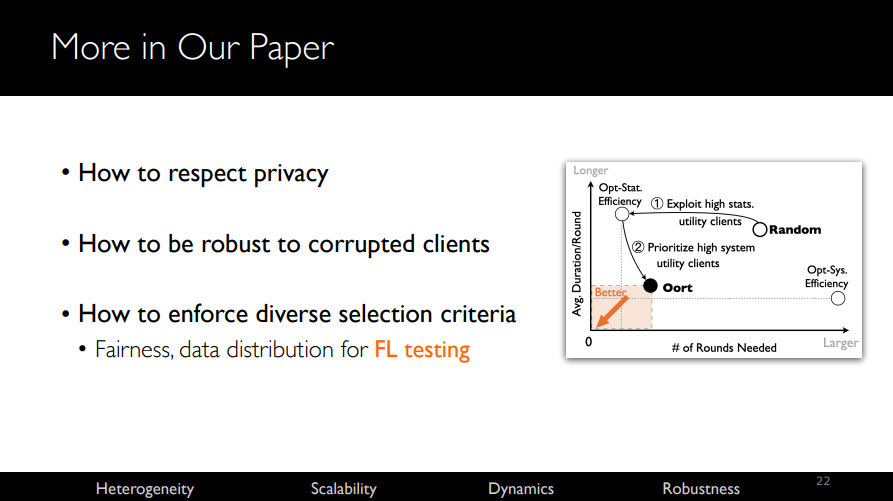 More in Our Paper
• How to respect privacy
• How to be robust to corrupted clients
• How to enforce diverse selection criteria
• Fairness, data distribution for FL testing
Longer
Opt-Stat.
Efficiency
① Exploit high stats.
utility clients
Random
② Prioritize high system
utility clients
Opt-Sys.
Efficiency
Oort
Better
Avg. Duration/Round
0
# of Rounds Needed
Larger
Heterogeneity
Scalability
Dynamics
Robustness
22